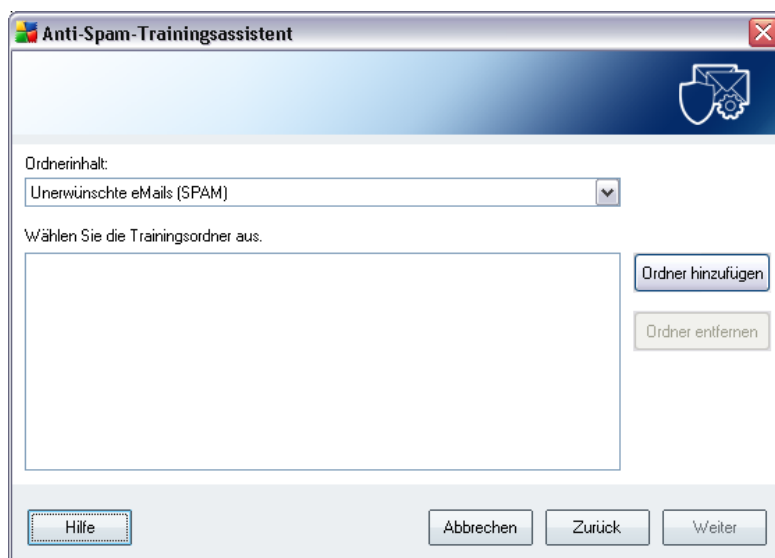 Anti-Spam-Trainingsassistent
Ordnerinhalt:
Unerwünschte eMails (SPAM)
Wählen Sie die Trainingsordner aus.
Ordner hinzufügen
Ordner entfernen
Hilfe
Abbrechen
Zurück
Weiter